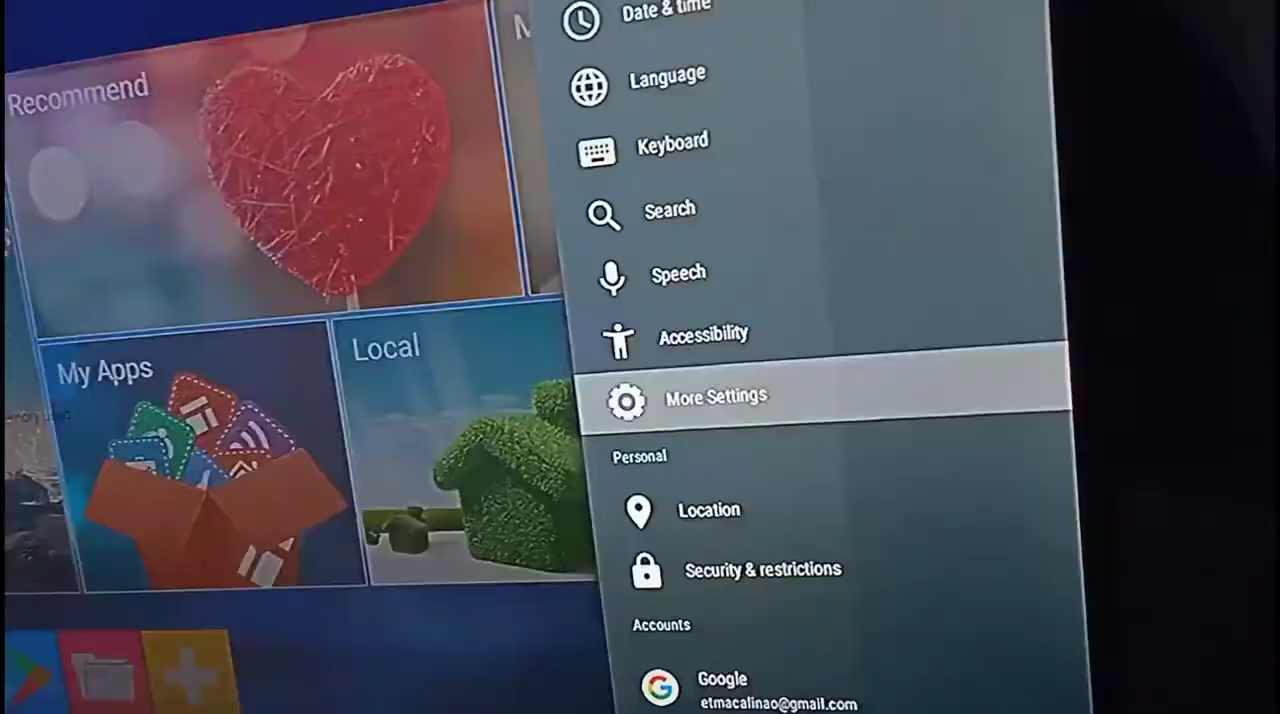 Recommend
My Apps
Local
Date & time
Language
Keyboard
Search
Speech
Accessibility
More Settings
Personal
Location
Security & restrictions
Accounts
Google
etmacalinao@gmail.com